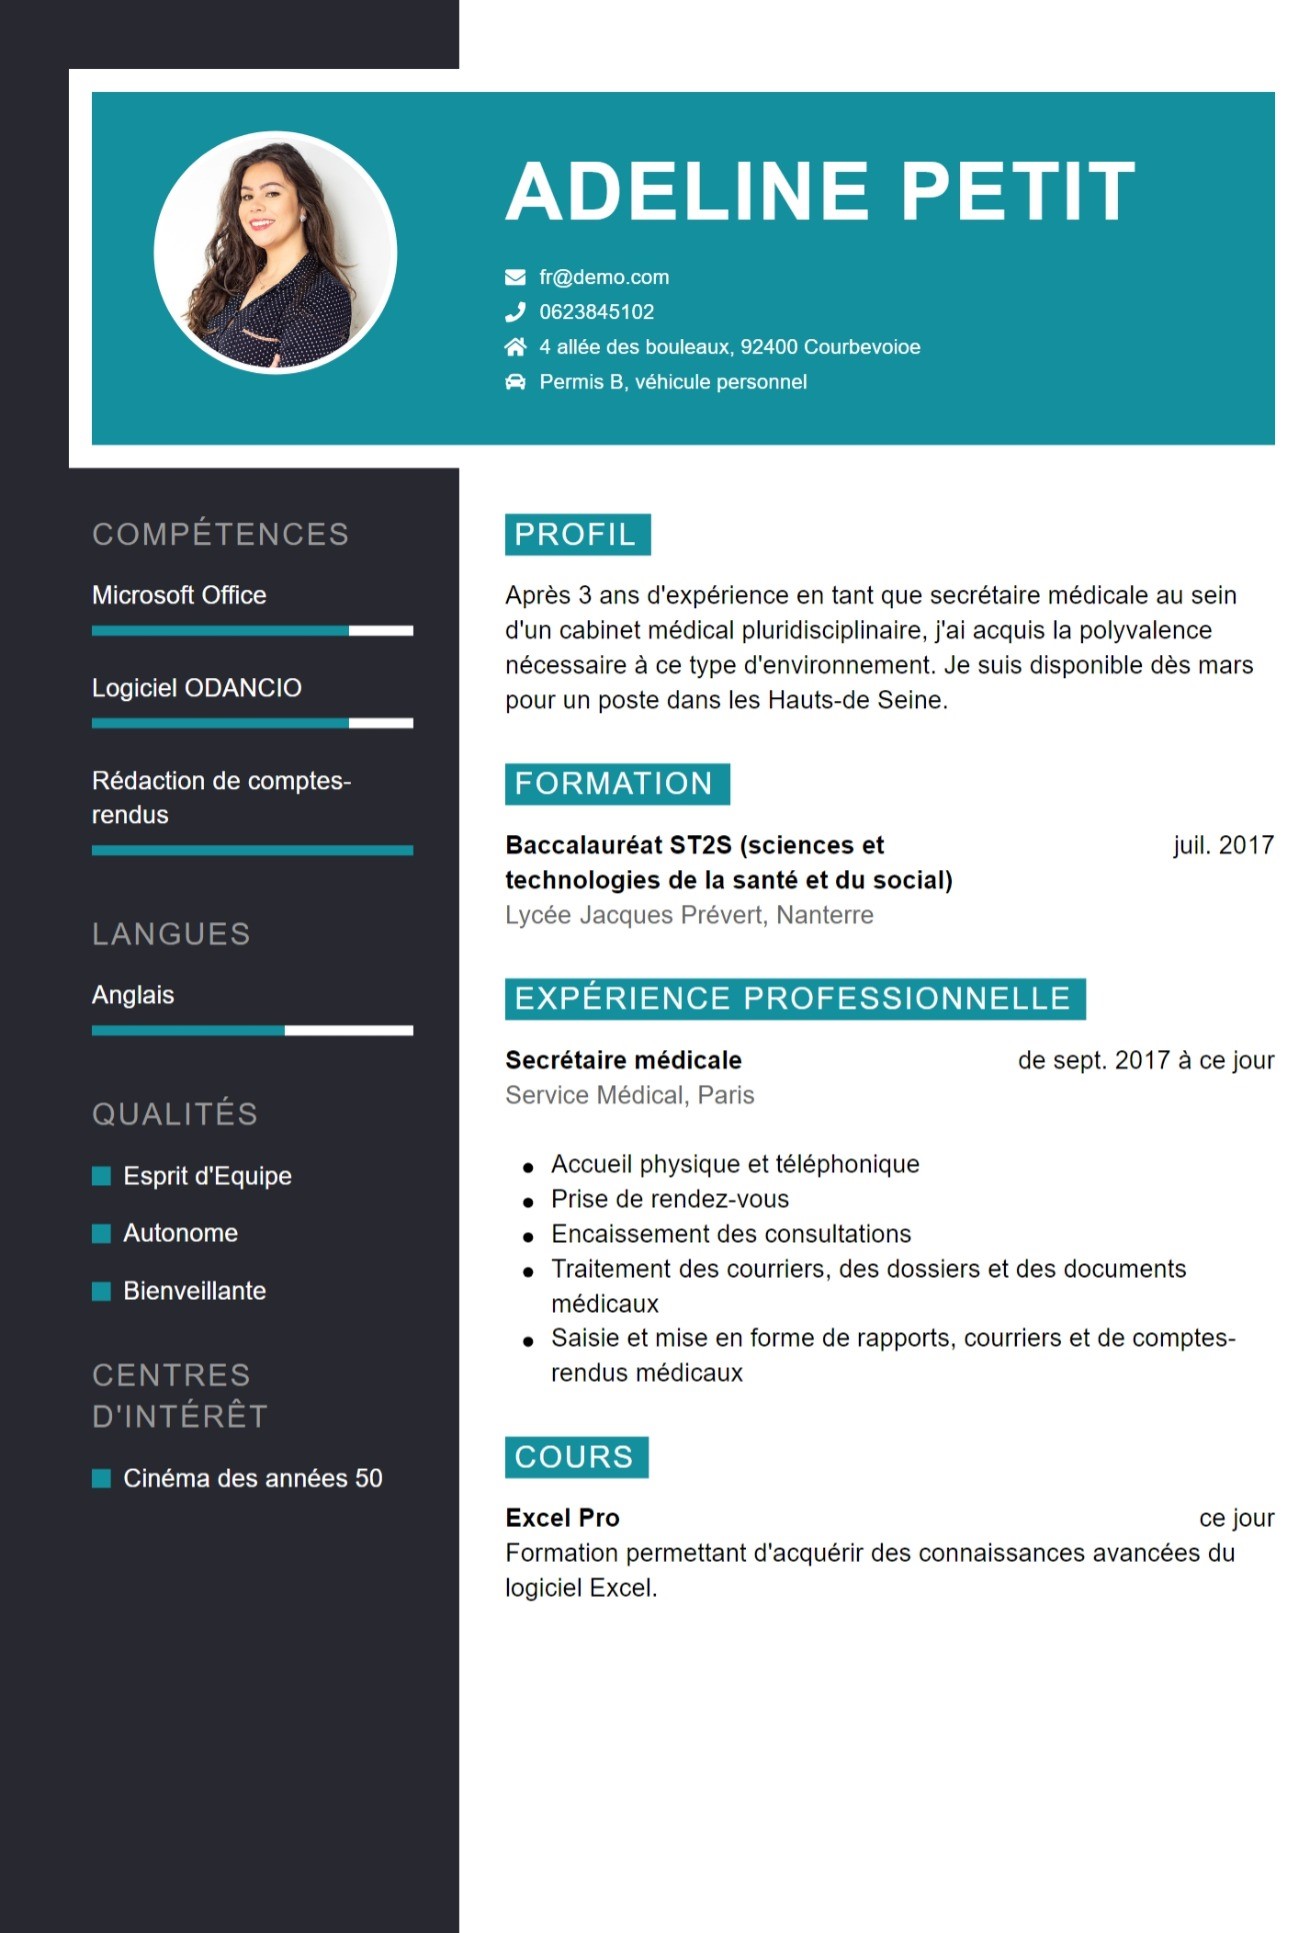 ADELINE PETIT
fr@demo.com
0623845102
4 allée des bouleaux, 92400 Courbevoioe
Permis B, véhicule personnel
COMPÉTENCES
Microsoft Office
Logiciel ODANCIO
Rédaction de comptes-
rendus
LANGUES
Anglais
QUALITÉS
Esprit d'Equipe
Autonome
Bienveillante
CENTRES
D'INTÉRÊT
Cinéma des années 50
PROFIL
Après 3 ans d'expérience en tant que secrétaire médicale au sein
d'un cabinet médical pluridisciplinaire, j'ai acquis la polyvalence
nécessaire à ce type d'environnement. Je suis disponible dès mars
pour un poste dans les Hauts-de Seine.
FORMATION
Baccalauréat ST2S (sciences et juil. 2017
technologies de la santé et du social)
Lycée Jacques Prévert, Nanterre
EXPÉRIENCE PROFESSIONNELLE
Secrétaire médicale de sept. 2017 à ce jour
Service Médical, Paris
• Accueil physique et téléphonique
• Prise de rendez-vous
• Encaissement des consultations
• Traitement des courriers, des dossiers et des documents
médicaux
• Saisie et mise en forme de rapports, courriers et de comptes-
rendus médicaux
COURS
Excel Pro ce jour
Formation permettant d'acquérir des connaissances avancées du
logiciel Excel.